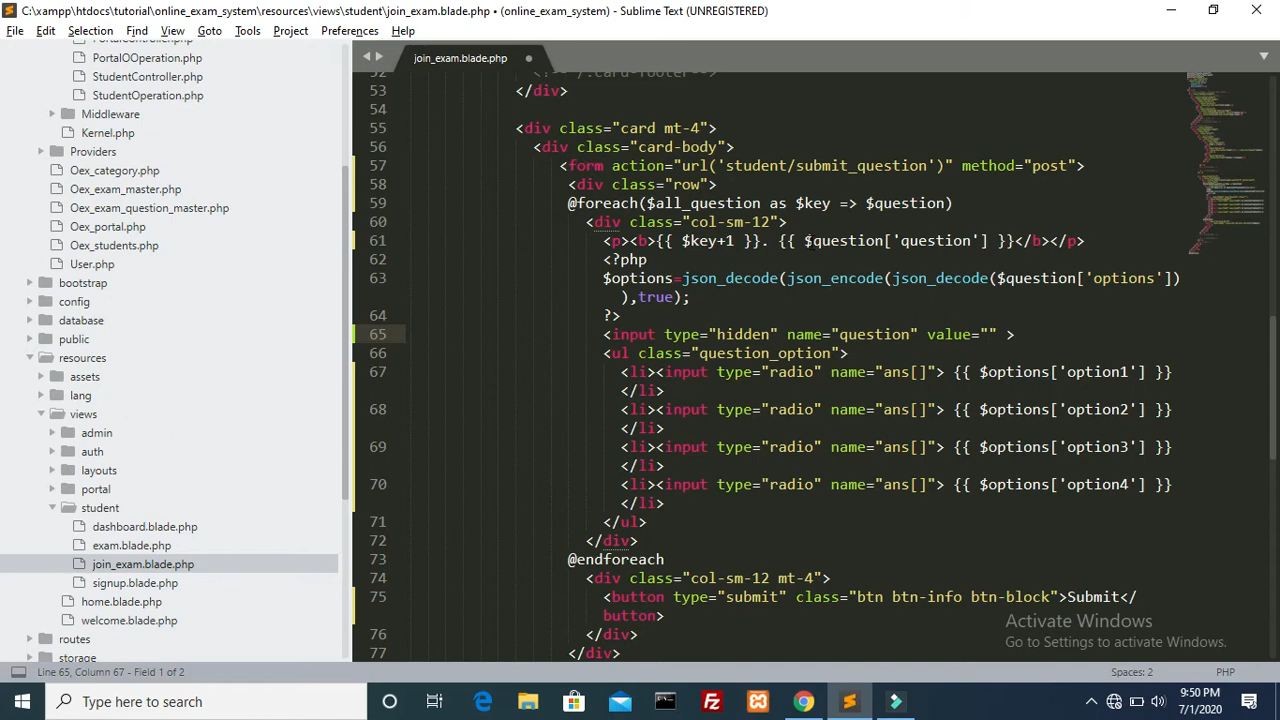 C:\xampp\htdocs\tutorial\online_exam_system\resources\views\student\join_exam.blade.php • (online_exam_system) - Sublime Text (UNREGISTERED)
File Edit Selection Find View Goto Tools Project Preferences Help
PortalOOperation.php
StudentController.php
StudentOperation.php
Middleware
Kernel.php
Providers
Oex_category.php
Oex_exam_master.php
Oex_exam_question_master.php
Oex_portal.php
Oex_students.php
User.php
bootstrap
config
database
public
resources
assets
lang
views
admin
auth
layouts
portal
student
dashboard.blade.php
exam.blade.php
join_exam.blade.php
signup.blade.php
home.blade.php
welcome.blade.php
routes
storage
join_exam.blade.php
52 <!-- /.card-footer-->
53 </div>
54
55 <div class="card mt-4">
56 <div class="card-body">
57 <form action="url('student/submit_question')" method="post">
58 <div class="row">
59 @foreach($all_question as $key => $question)
60 <div class="col-sm-12">
61 <p><b>{{ $key+1 }}. {{ $question['question'] }}</b></p>
62 <?php
63 $options=json_decode(json_encode(json_decode($question['options'])
),true);
64 ?>
65 <input type="hidden" name="question" value="" >
66 <ul class="question_option">
67 <li><input type="radio" name="ans[]"> {{ $options['option1'] }}
</li>
68 <li><input type="radio" name="ans[]"> {{ $options['option2'] }}
</li>
69 <li><input type="radio" name="ans[]"> {{ $options['option3'] }}
</li>
70 <li><input type="radio" name="ans[]"> {{ $options['option4'] }}
</li>
71 </ul>
72 </div>
73 @endforeach
74 <div class="col-sm-12 mt-4">
75 <button type="submit" class="btn btn-info btn-block">Submit</
button>
76 </div>
77 </div>
Activate Windows
Go to Settings to activate Windows.
Line 65, Column 67 - Field 1 of 2
Spaces: 2
PHP
Type here to search
9:50 PM
7/1/2020